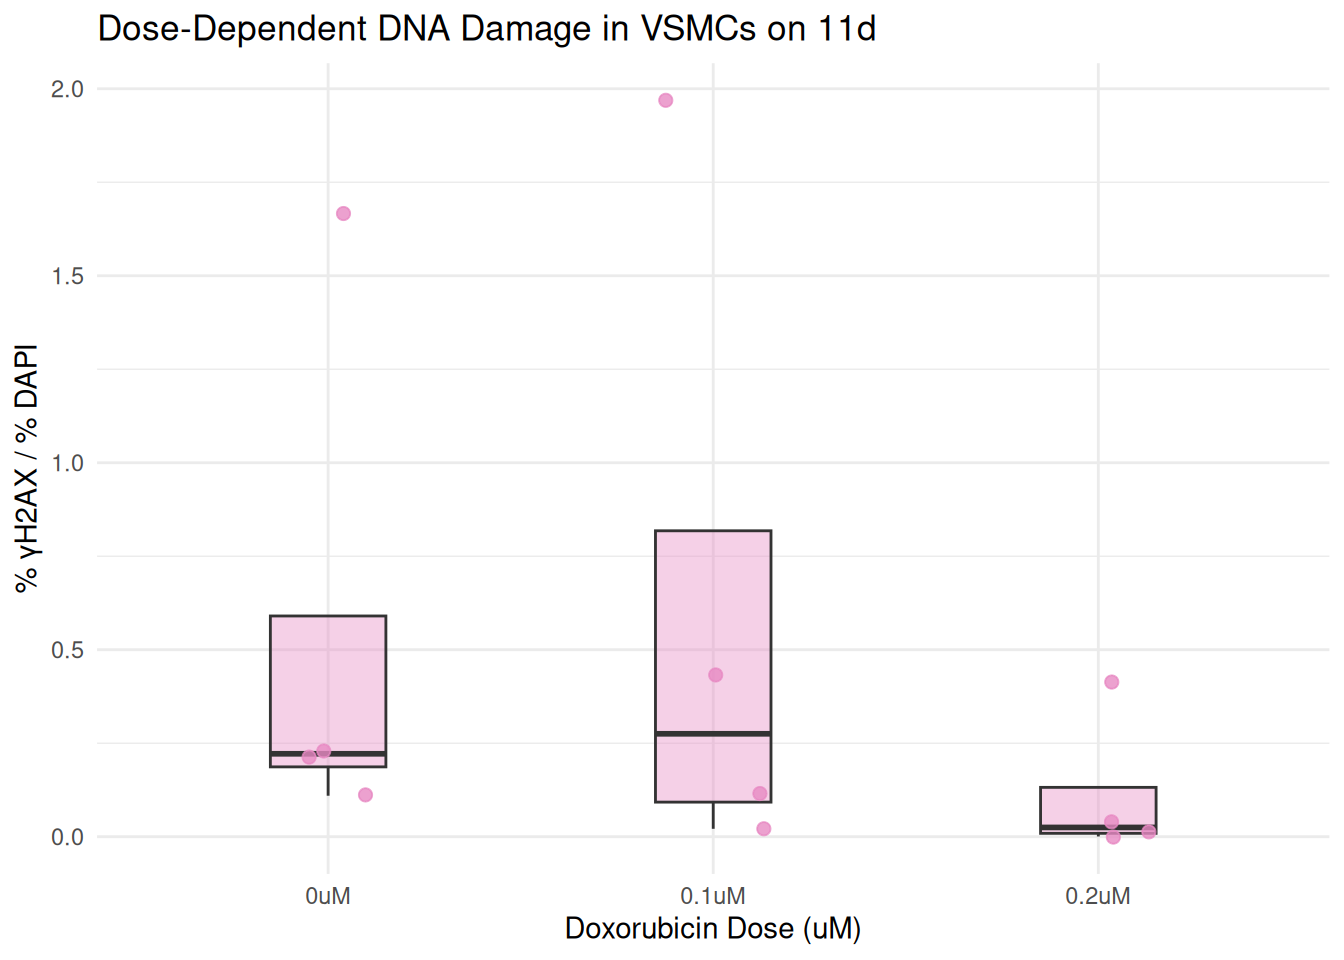 Dose-Dependent DNA Damage in VSMCs on 11d
2.0
1.5
1.0
0.5
0.0
% γH2AX / % DAPI
0uM
0.1uM
0.2uM
Doxorubicin Dose (uM)